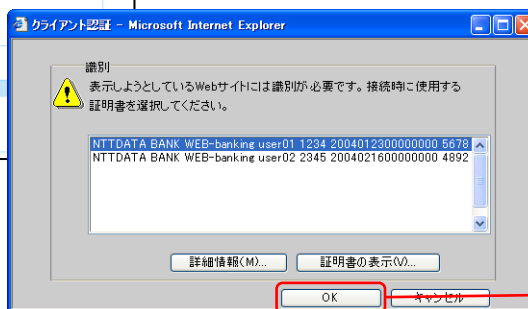 クライアント認証 - Microsoft Internet Explorer
識別
表示しようとしているWebサイトには識別が必要です。接続時に使用する
証明書を選択してください。
NTTDATA BANK WEB-banking user01 1234 2004012300000000 5678
NTTDATA BANK WEB-banking user02 2345 2004021600000000 4892
詳細情報(M)... 証明書の表示(V)...
OK キャンセル